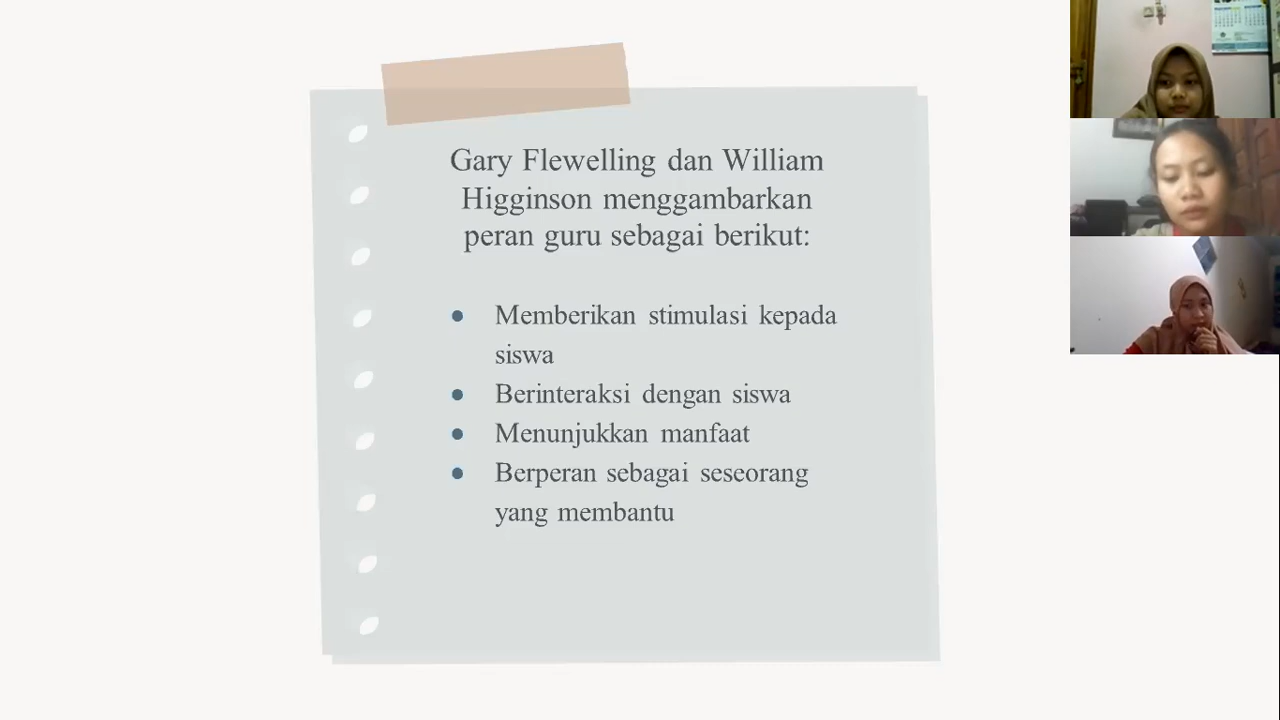 Gary Flewelling dan William
Higginson menggambarkan
peran guru sebagai berikut:
● Memberikan stimulasi kepada
siswa
● Berinteraksi dengan siswa
● Menunjukkan manfaat
● Berperan sebagai seseorang
yang membantu